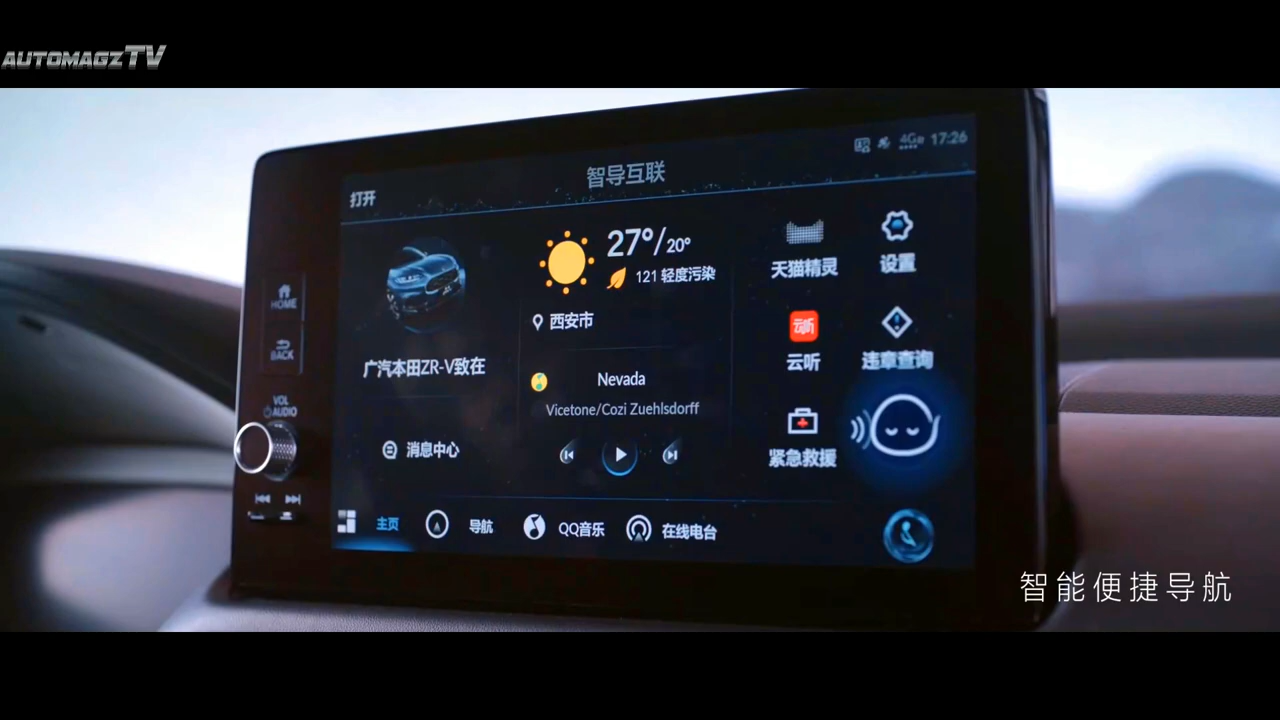 AUTOMAGZTV
4G 17:26
智导互联
打开
27°/20°
121 轻度污染
西安市
广汽本田ZR-V致在
Nevada
Vicetone/Cozi Zuehlsdorff
消息中心
天猫精灵
设置
云听
云听
违章查询
紧急救援
主页
导航
QQ音乐
在线电台
HOME
BACK
VOL
AUDIO
智能便捷导航